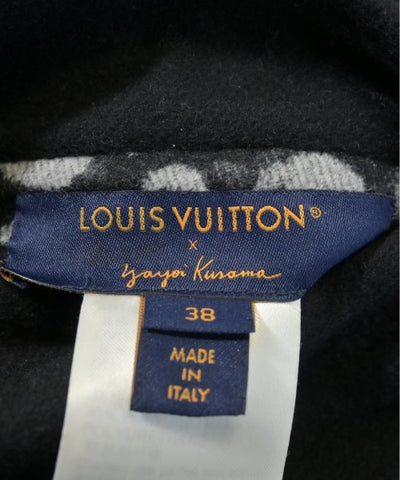 LOUIS VUITTON®
x
Yayoi Kusama
38
MADE
IN
ITALY